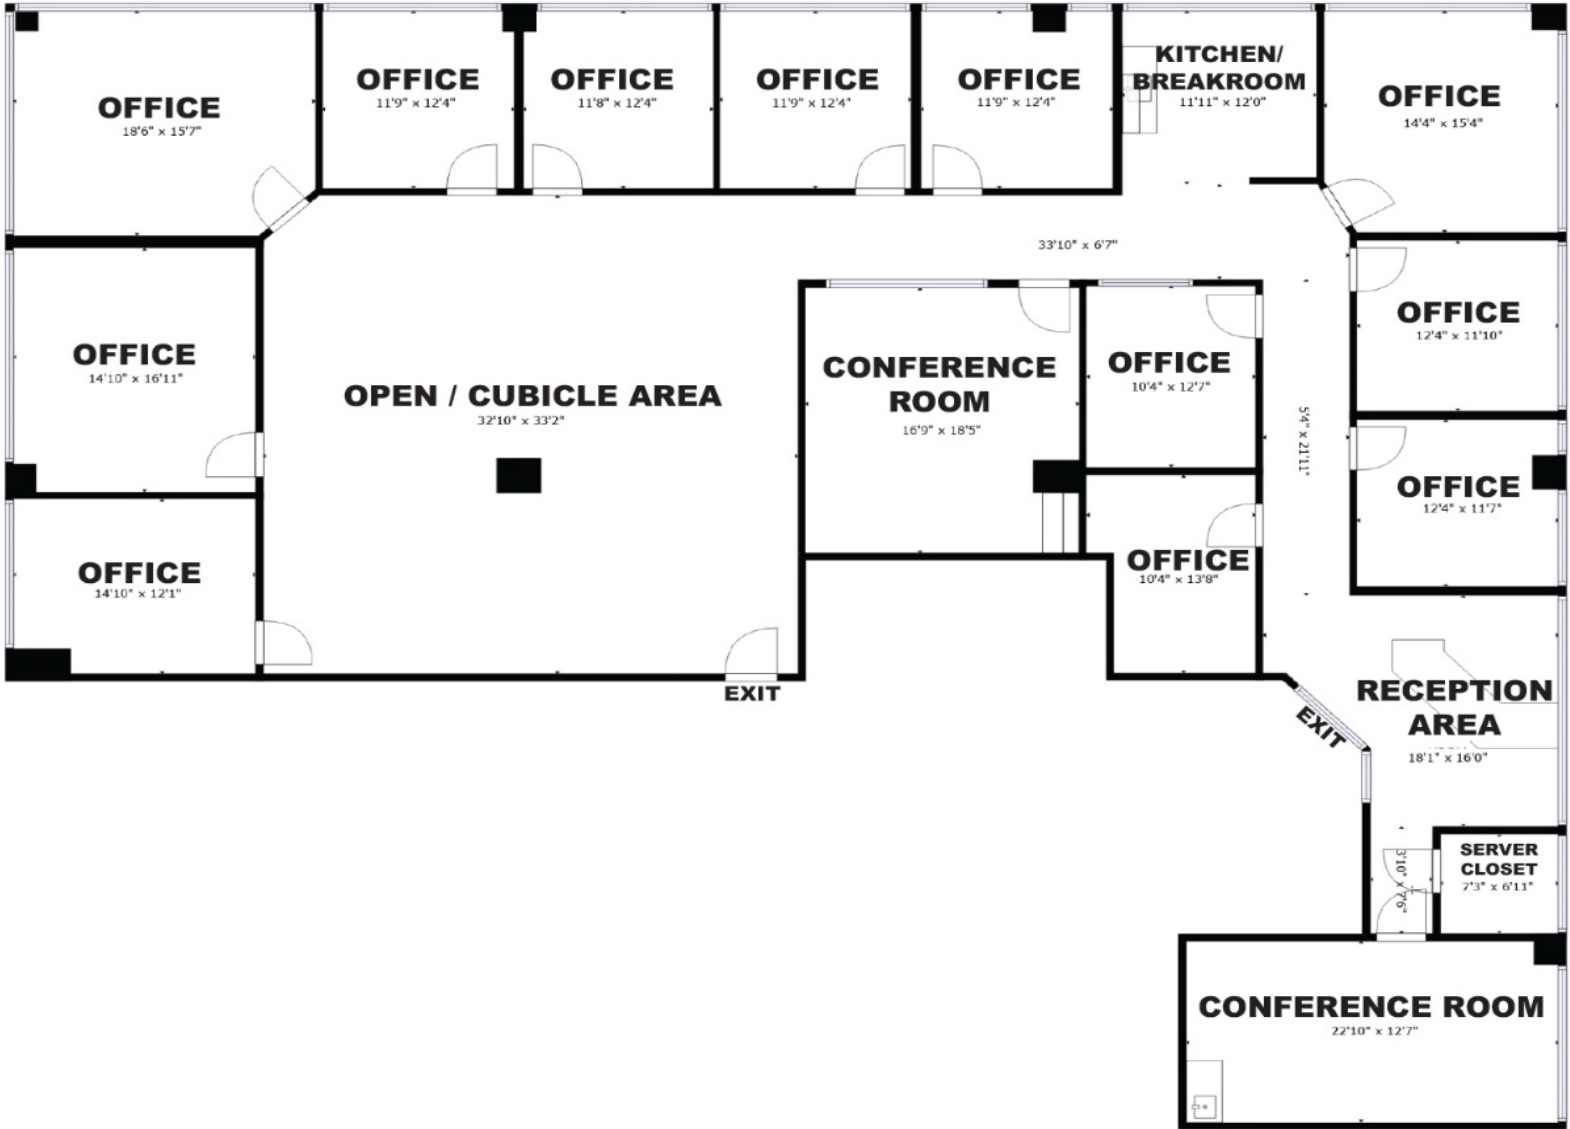 OFFICE
18'6" x 15'7"
OFFICE
11'9" x 12'4"
OFFICE
11'8" x 12'4"
OFFICE
11'9" x 12'4"
OFFICE
11'9" x 12'4"
KITCHEN/
BREAKROOM
11'11" x 12'0"
OFFICE
14'4" x 15'4"
33'10" x 6'7"
OFFICE
14'10" x 16'11"
OPEN / CUBICLE AREA
32'10" x 33'2"
CONFERENCE
ROOM
16'9" x 18'5"
OFFICE
10'4" x 12'7"
5'4" x 21'11"
OFFICE
12'4" x 11'10"
OFFICE
12'4" x 11'7"
OFFICE
14'10" x 12'1"
OFFICE
10'4" x 13'8"
EXIT
EXIT
RECEPTION
AREA
18'1" x 16'0"
SERVER
CLOSET
7'3" x 6'11"
3'10" x 7'6"
CONFERENCE ROOM
22'10" x 12'7"